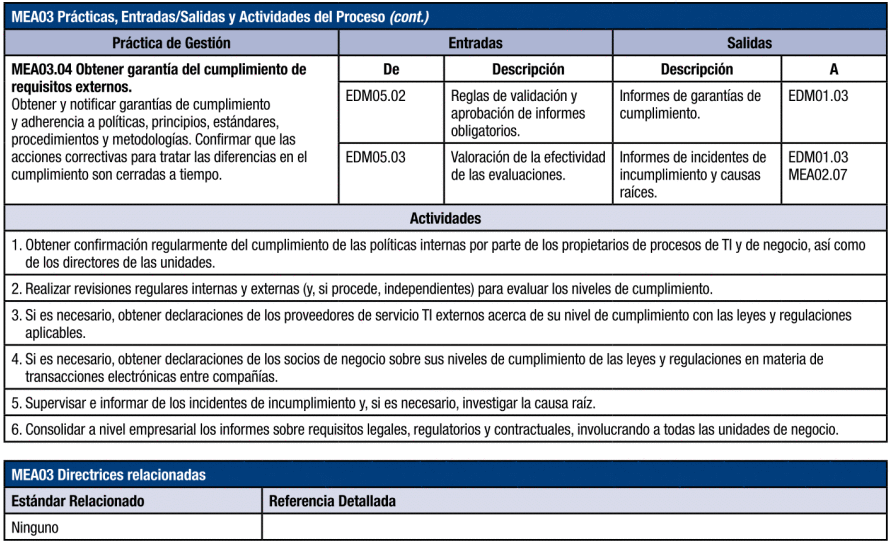 MEA03 Prácticas, Entradas/Salidas y Actividades del Proceso (cont.)
Práctica de Gestión
Entradas
Salidas
MEA03.04 Obtener garantía del cumplimiento de
requisitos externos.
Obtener y notificar garantías de cumplimiento
y adherencia a políticas, principios, estándares,
procedimientos y metodologías. Confirmar que las
acciones correctivas para tratar las diferencias en el
cumplimiento son cerradas a tiempo.
De
Descripción
Descripción
A
EDM05.02
Reglas de validación y
aprobación de informes
obligatorios.
Informes de garantías de
cumplimiento.
EDM01.03
EDM05.03
Valoración de la efectividad
de las evaluaciones.
Informes de incidentes de
incumplimiento y causas
raíces.
EDM01.03
MEA02.07
Actividades
1. Obtener confirmación regularmente del cumplimiento de las políticas internas por parte de los propietarios de procesos de TI y de negocio, así como
de los directores de las unidades.
2. Realizar revisiones regulares internas y externas (y, si procede, independientes) para evaluar los niveles de cumplimiento.
3. Si es necesario, obtener declaraciones de los proveedores de servicio TI externos acerca de su nivel de cumplimiento con las leyes y regulaciones
aplicables.
4. Si es necesario, obtener declaraciones de los socios de negocio sobre sus niveles de cumplimiento de las leyes y regulaciones en materia de
transacciones electrónicas entre compañías.
5. Supervisar e informar de los incidentes de incumplimiento y, si es necesario, investigar la causa raíz.
6. Consolidar a nivel empresarial los informes sobre requisitos legales, regulatorios y contractuales, involucrando a todas las unidades de negocio.
MEA03 Directrices relacionadas
Estándar Relacionado
Referencia Detallada
Ninguno